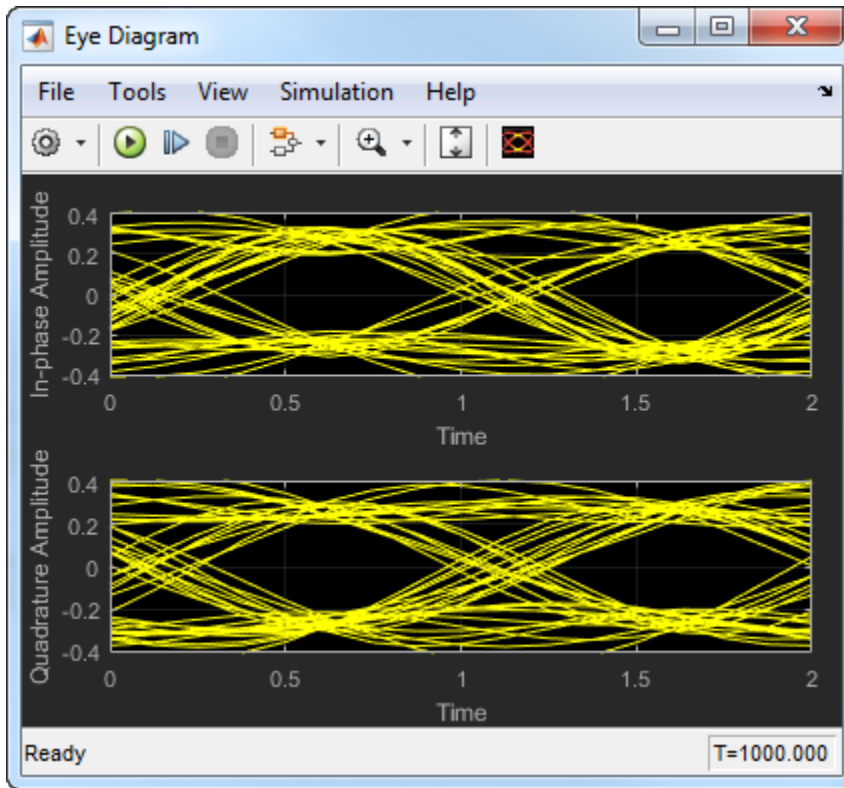 Eye Diagram
File Tools View Simulation Help
In-phase Amplitude
0.4
0.2
0
-0.2
-0.4
0 0.5 1 1.5 2
Time
Quadrature Amplitude
0.4
0.2
0
-0.2
-0.4
0 0.5 1 1.5 2
Time
Ready T=1000.000